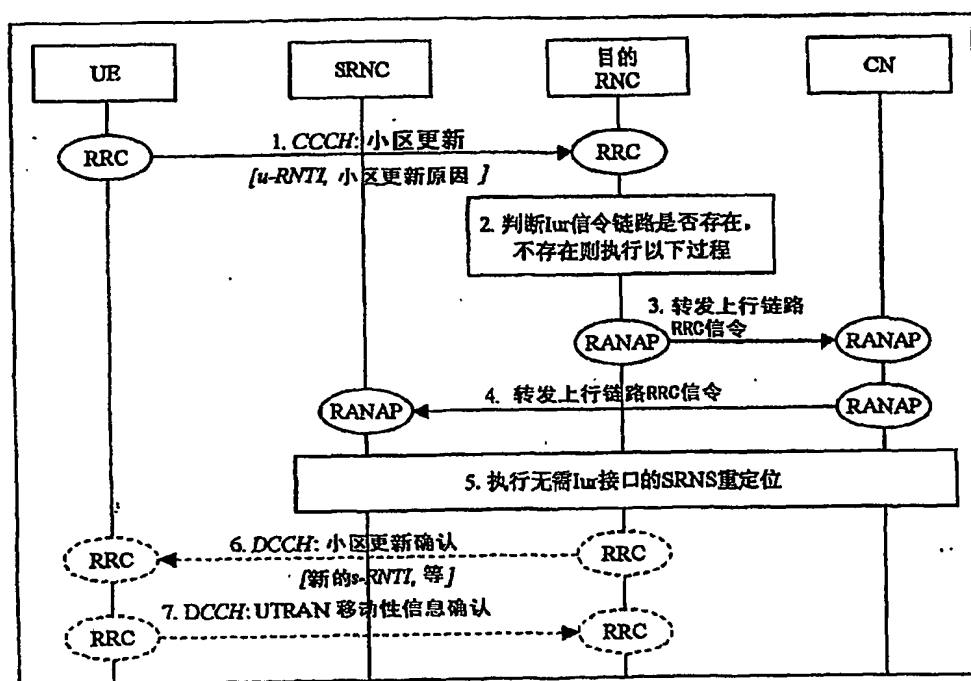 UE
SRNC
目的
RNC
CN
1. CCCH: 小区更新
RRC
RRC
[u-RNTI, 小区更新原因 ]
2. 判断Iur信令链路是否存在，
不存在则执行以下过程
3. 转发上行链路
RRC信令
RANAP
RANAP
4. 转发上行链路RRC信令
RANAP
RANAP
5. 执行无需Iur接口的SRNS重定位
6. DCCH: 小区更新确认
RRC
RRC
[新的s-RNTI, 等]
7. DCCH: UTRAN 移动性信息确认
RRC
RRC